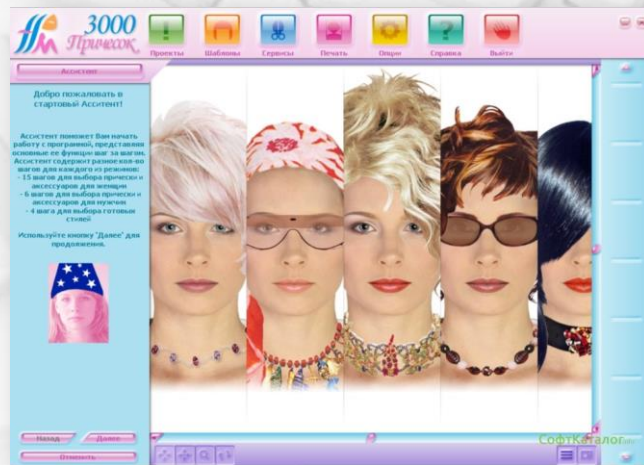 3000
Причесок
Проекты
Шаблоны
Сервисы
Печать
Опции
Справка
Выйти
Ассистент
Добро пожаловать в
стартовый Асситент!
Ассистент поможет Вам начать
работу с программой, представляя
основные ее функции шаг за шагом.
Ассистент содержит разное кол-во
шагов для каждого из режимов:
- 15 шагов для выбора прически и
аксессуаров для женщин
- 6 шагов для выбора прически и
аксессуаров для мужчин
- 4 шага для выбора готовых
стилей
Используйте кнопку "Далее" для
продолжения.
Назад
Далее
Отменить
СофтКаталог